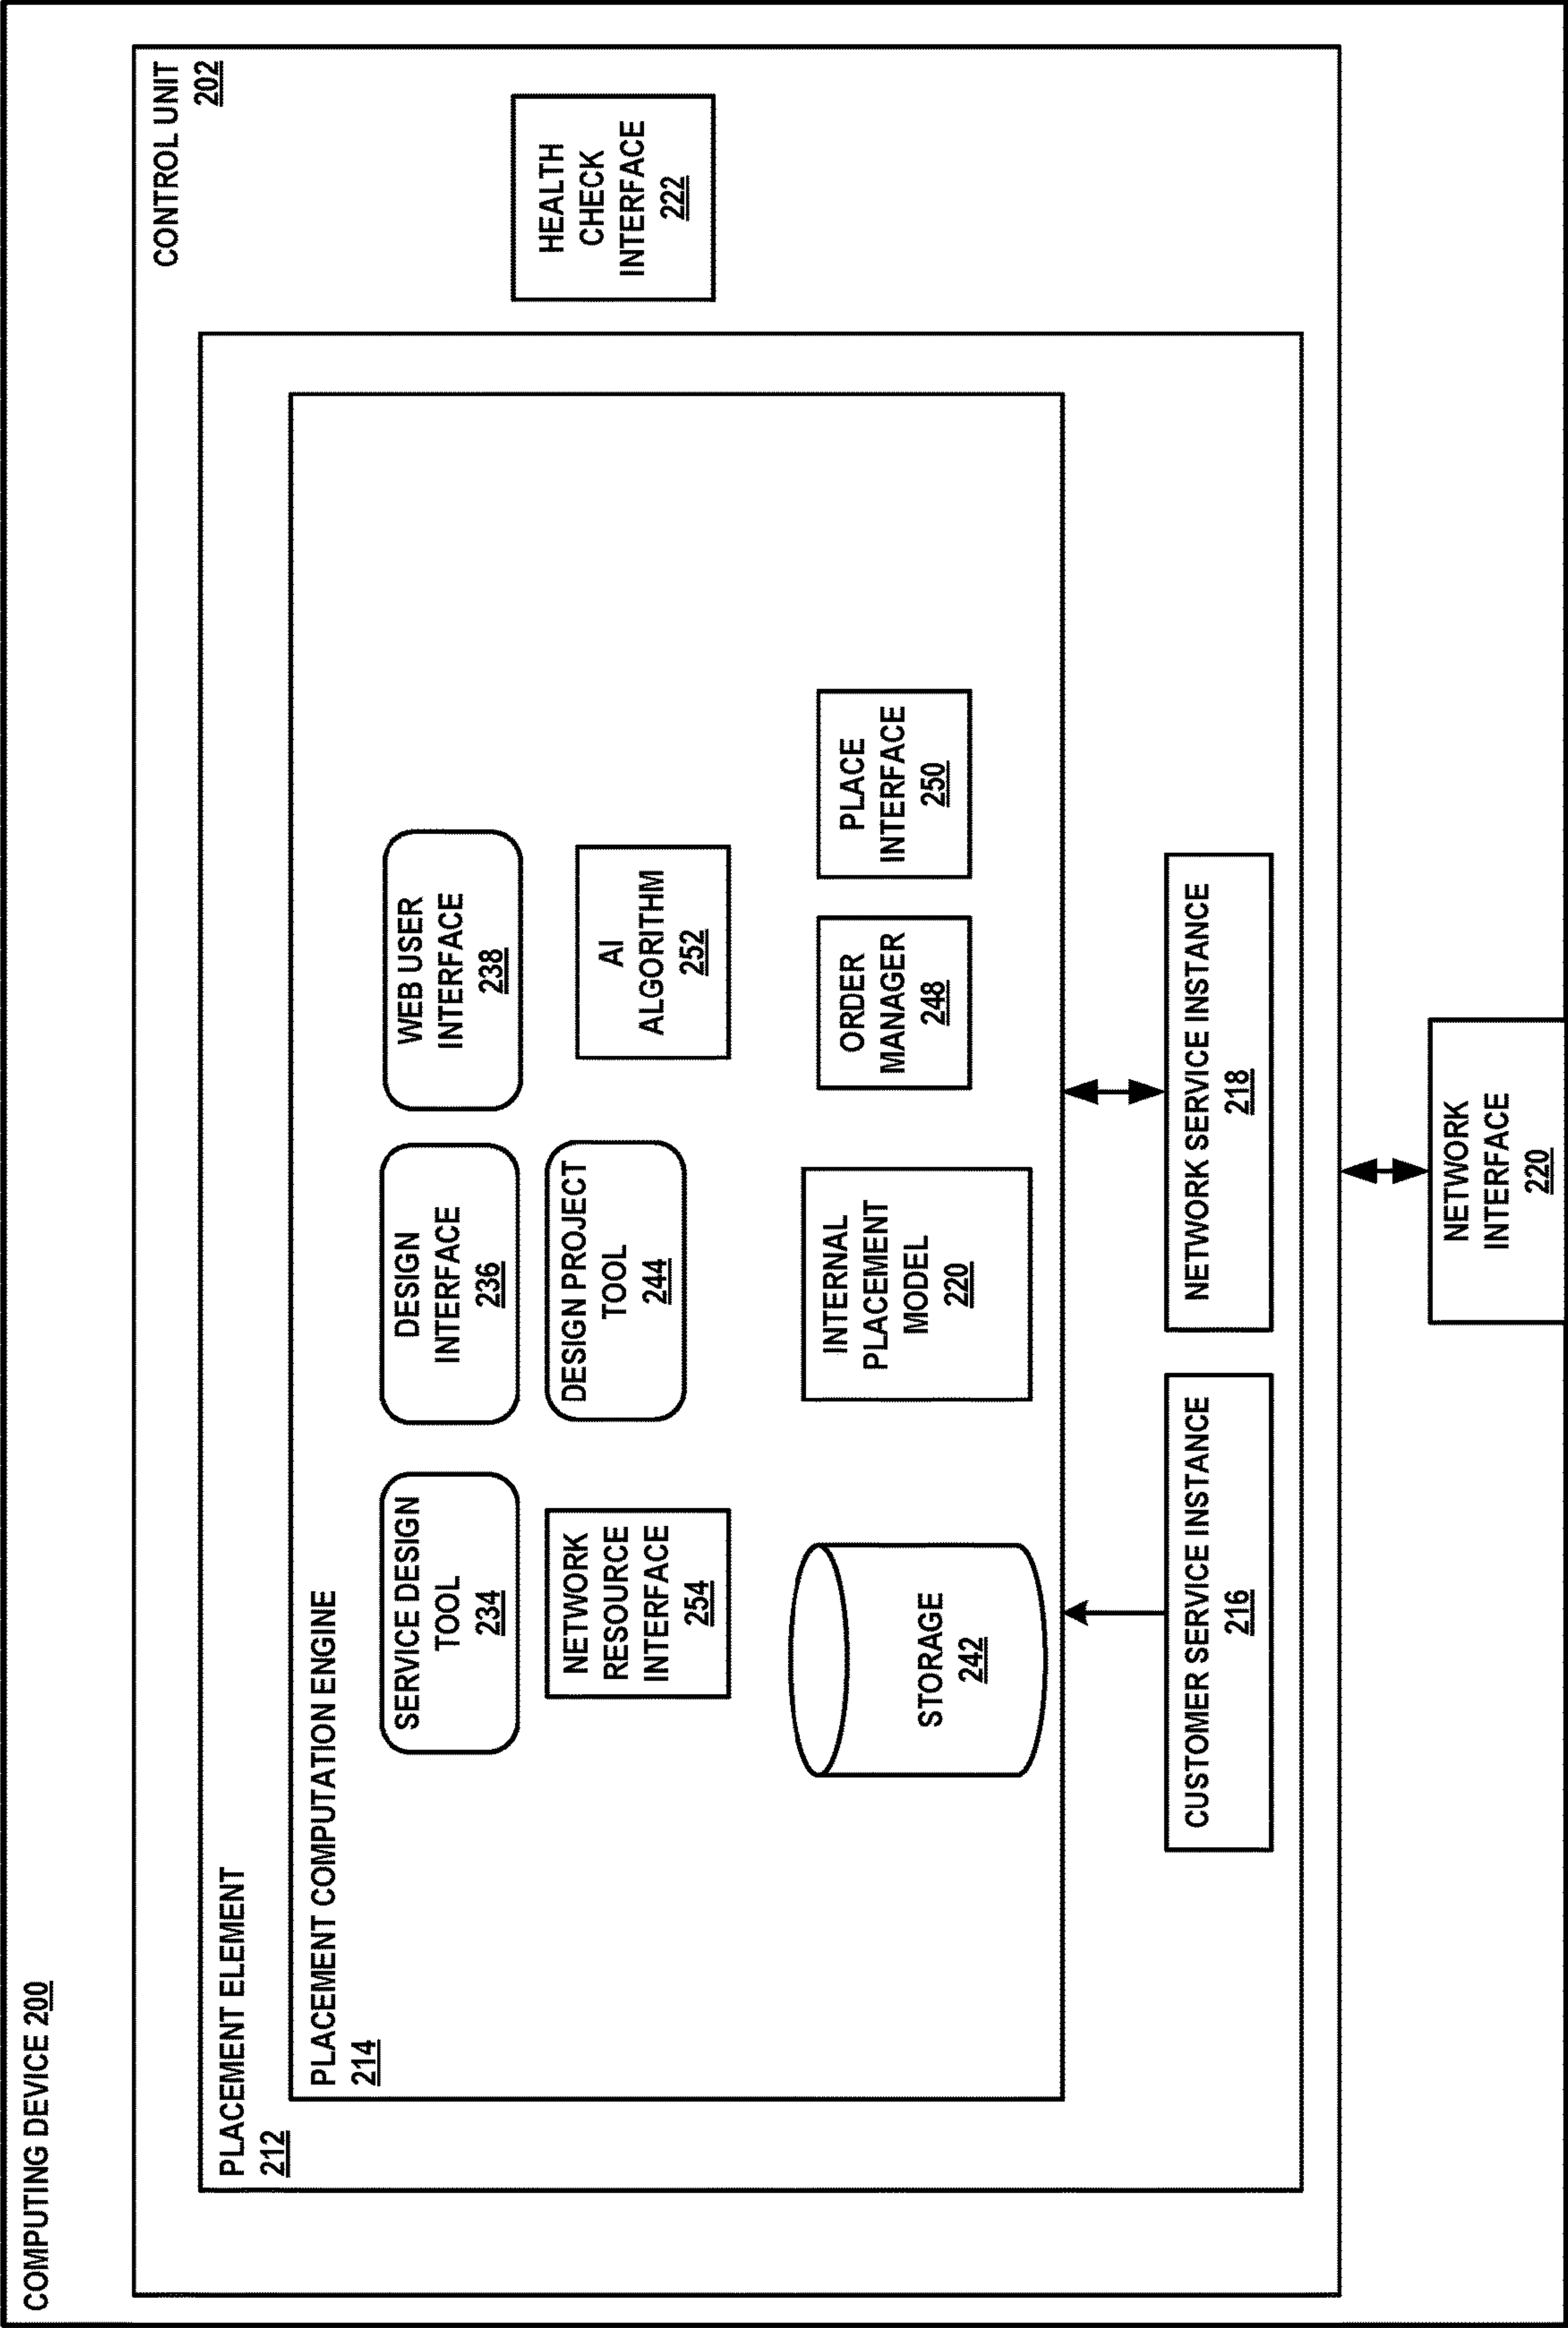 COMPUTING DEVICE 200
CONTROL UNIT
202
PLACEMENT ELEMENT
212
HEALTH
CHECK
INTERFACE
222
PLACEMENT COMPUTATION ENGINE
214
SERVICE DESIGN
TOOL
234
DESIGN
INTERFACE
236
WEB USER
INTERFACE
238
NETWORK
RESOURCE
INTERFACE
254
DESIGN PROJECT
TOOL
244
AI
ALGORITHM
252
STORAGE
242
INTERNAL
PLACEMENT
MODEL
220
ORDER
MANAGER
248
PLACE
INTERFACE
250
CUSTOMER SERVICE INSTANCE
216
NETWORK SERVICE INSTANCE
218
NETWORK
INTERFACE
220